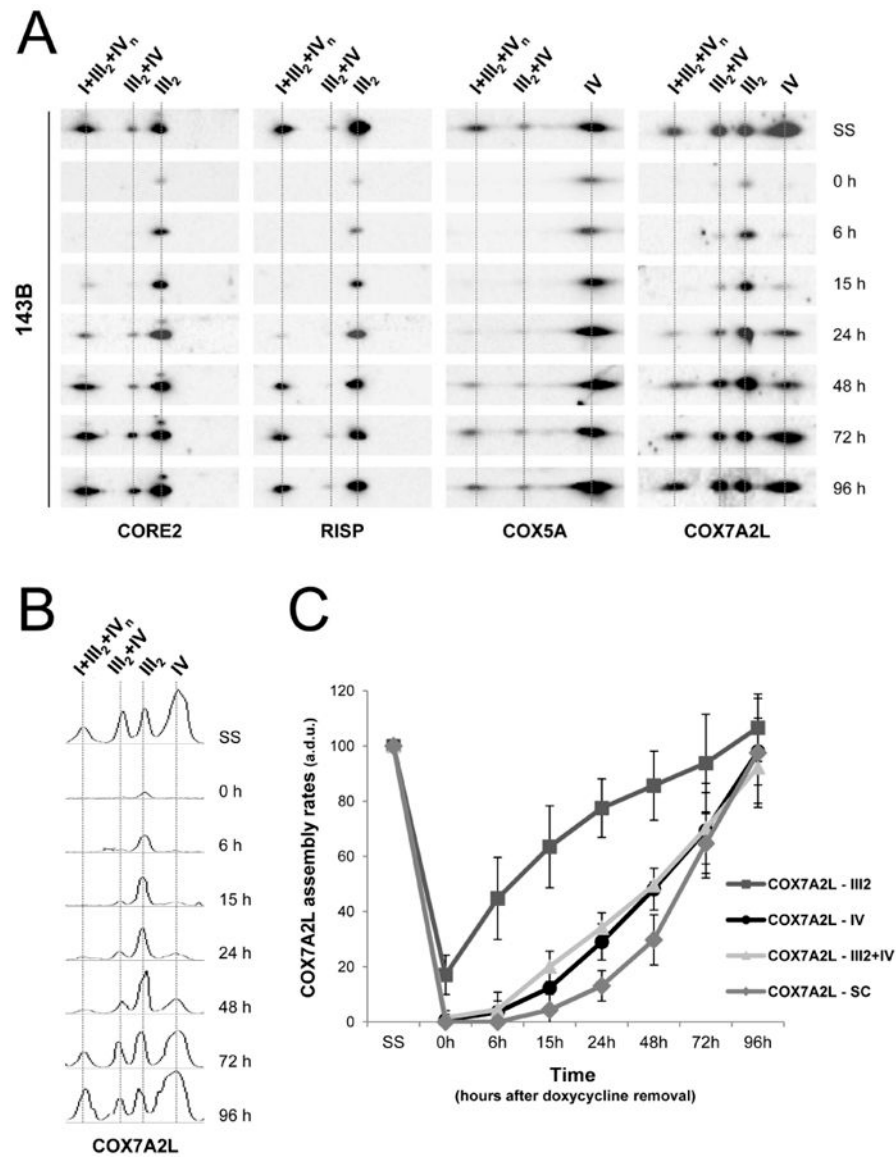 A
I+III2+IVn III2+IV III2 I+III2+IVn III2+IV III2 I+III2+IVn III2+IV IV I+III2+IVn III2+IV III2 IV
143B
SS
0 h
6 h
15 h
24 h
48 h
72 h
96 h
CORE2 RISP COX5A COX7A2L
B
I+III2+IVn III2+IV III2 IV
SS
0 h
6 h
15 h
24 h
48 h
72 h
96 h
COX7A2L
C
COX7A2L assembly rates (a.d.u.)
120
100
80
60
40
20
0
SS 0h 6h 15h 24h 48h 72h 96h
Time
(hours after doxycycline removal)
COX7A2L - III2
COX7A2L - IV
COX7A2L - III2+IV
COX7A2L - SC